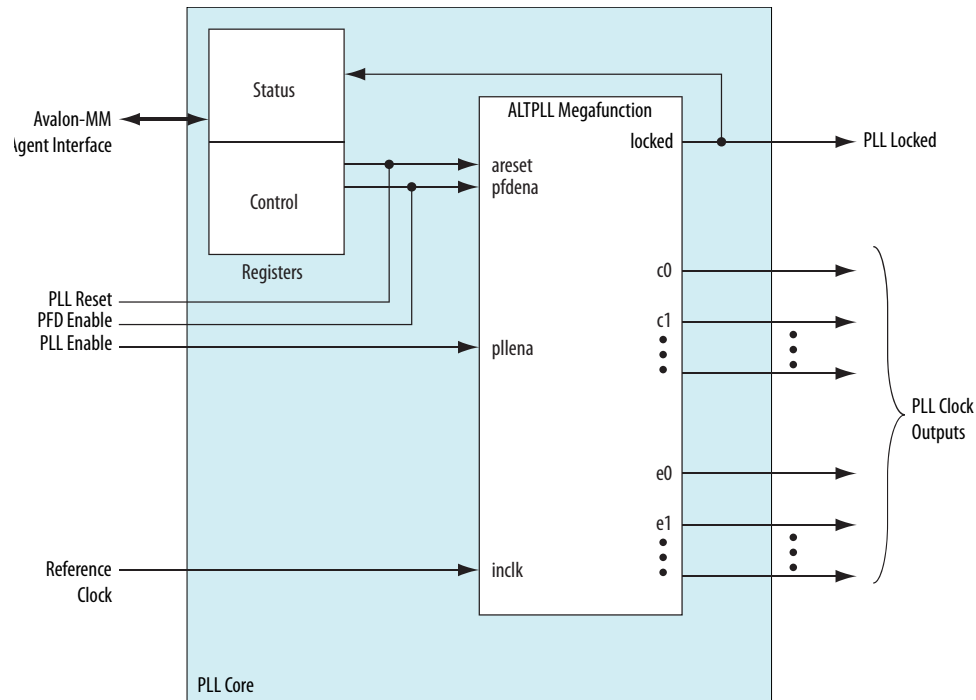 Status
ALTPLL Megafunction
Avalon-MM
Agent Interface
locked
PLL Locked
areset
pfdena
Control
Registers
c0
PLL Reset
PFD Enable
PLL Enable
c1
pllena
PLL Clock
Outputs
e0
e1
Reference
Clock
inclk
PLL Core